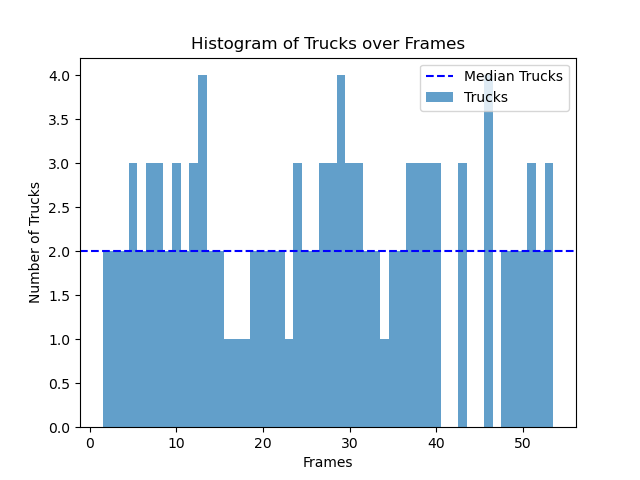 Histogram of Trucks over Frames
Median Trucks
Trucks
4.0
3.5
3.0
2.5
2.0
1.5
1.0
0.5
0.0
Number of Trucks
0 10 20 30 40 50
Frames